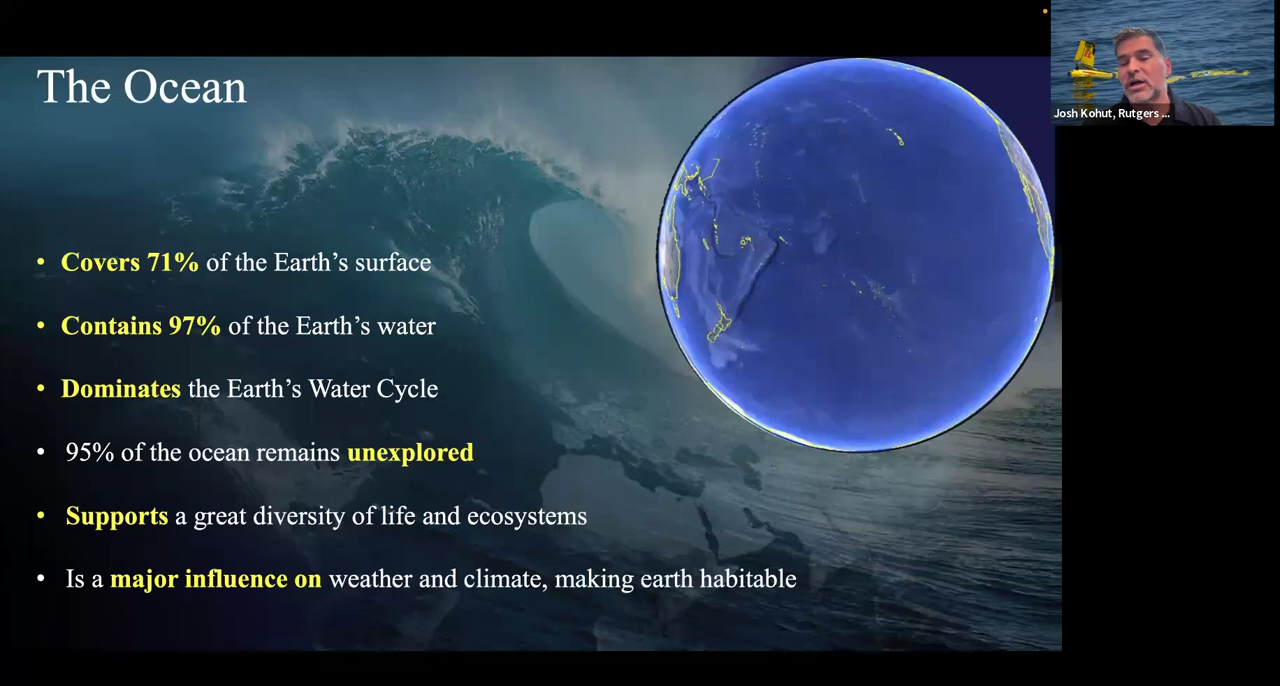 The Ocean
Josh Kohut, Rutgers ...
• Covers 71% of the Earth’s surface
• Contains 97% of the Earth’s water
• Dominates the Earth’s Water Cycle
• 95% of the ocean remains unexplored
• Supports a great diversity of life and ecosystems
• Is a major influence on weather and climate, making earth habitable